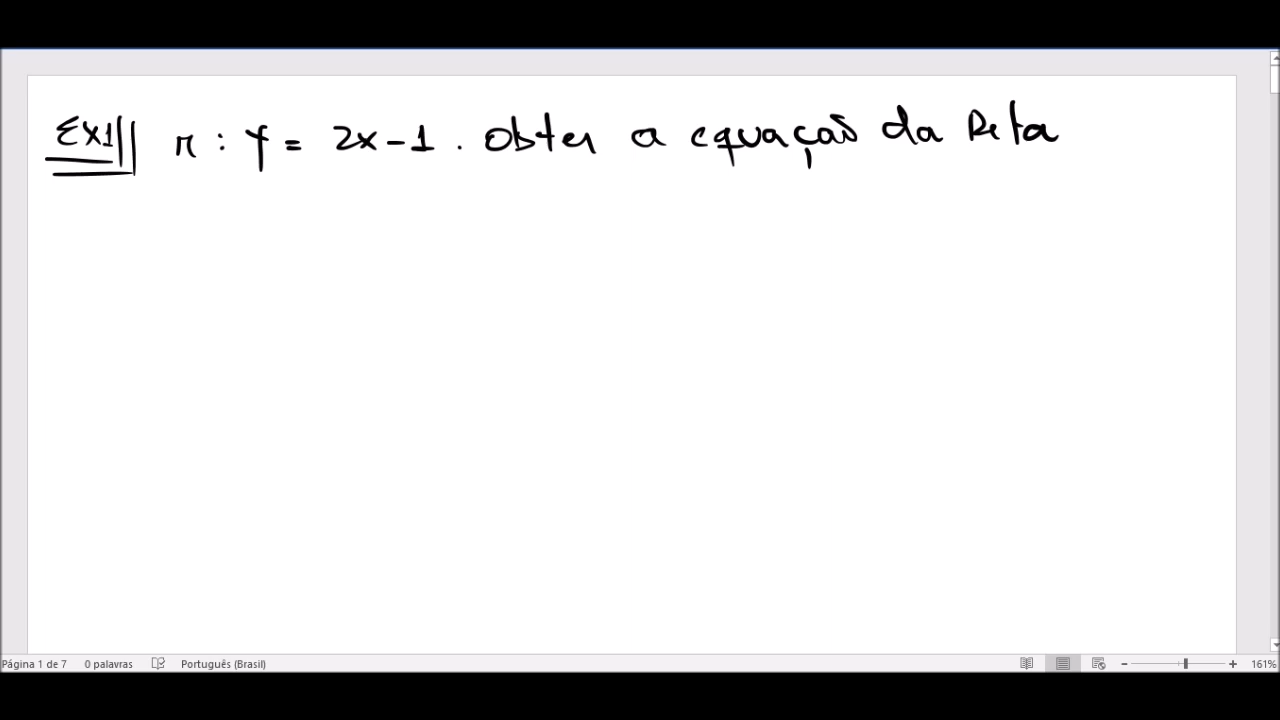 Ex1|| r : y = 2x - 1 . Obter a equação da Reta
Página 1 de 7 0 palavras Português (Brasil) 161%